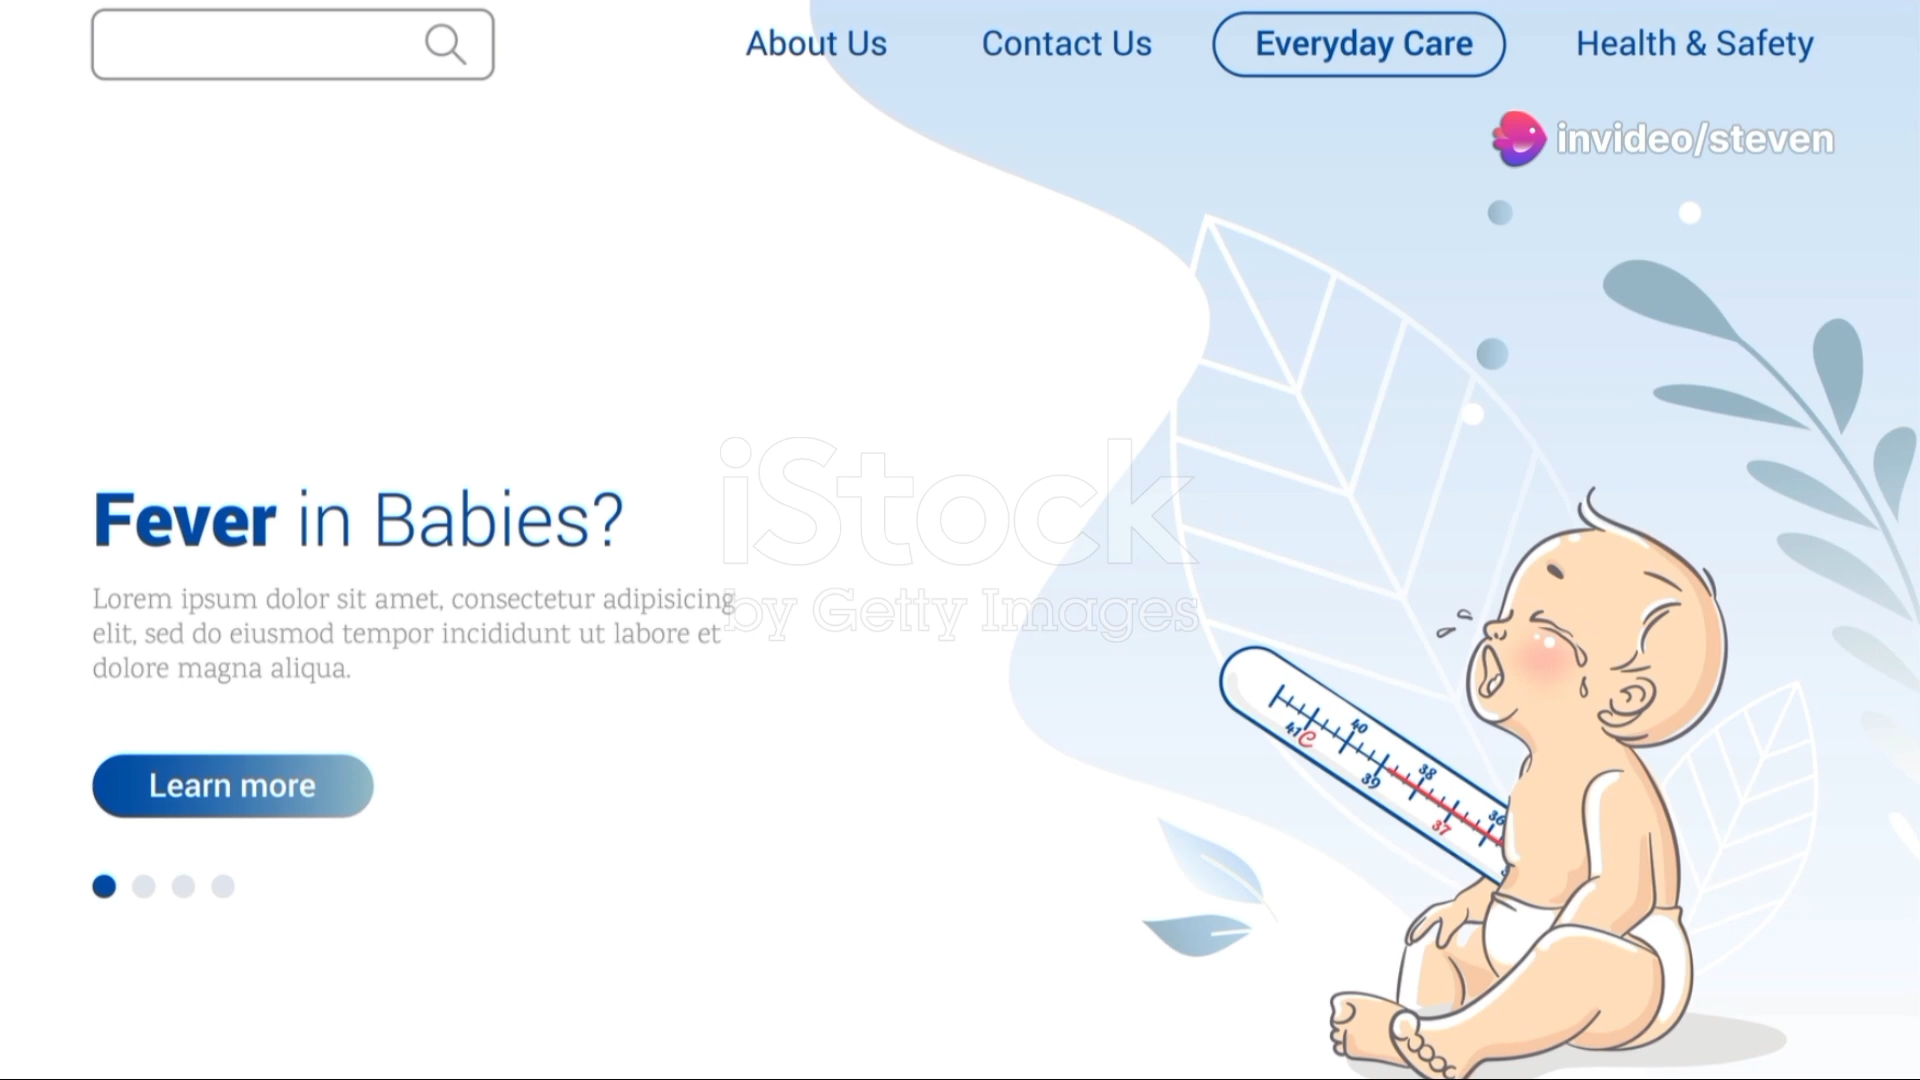 About Us
Contact Us
Everyday Care
Health & Safety
invideo/steven
iStock
by Getty Images
Fever in Babies?
Lorem ipsum dolor sit amet, consectetur adipisicing
elit, sed do eiusmod tempor incididunt ut labore et
dolore magna aliqua.
Learn more
41
C
40
39
38
37
36